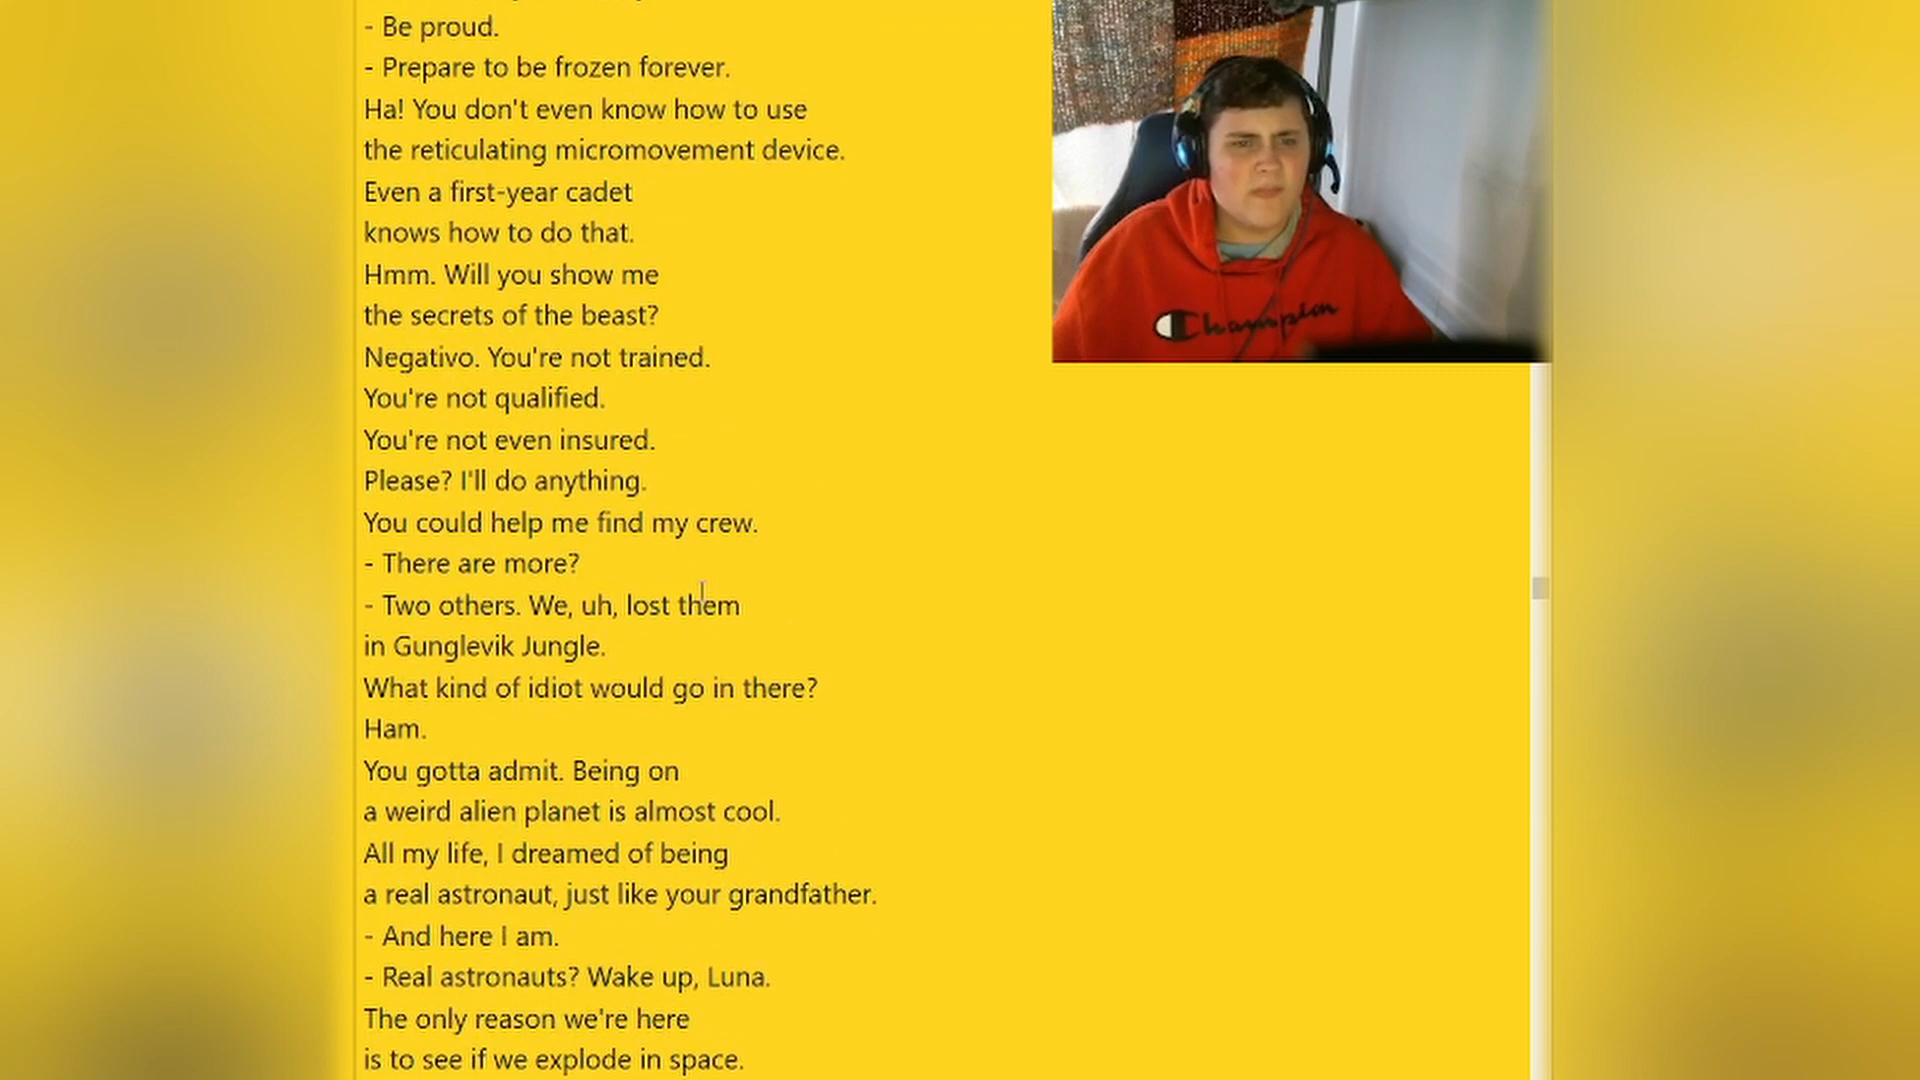 - Be proud.
- Prepare to be frozen forever.
Ha! You don't even know how to use
the reticulating micromovement device.
Even a first-year cadet
knows how to do that.
Hmm. Will you show me
the secrets of the beast?
Negativo. You're not trained.
You're not qualified.
You're not even insured.
Please? I'll do anything.
You could help me find my crew.
- There are more?
- Two others. We, uh, lost them
in Gunglevik Jungle.
What kind of idiot would go in there?
Ham.
You gotta admit. Being on
a weird alien planet is almost cool.
All my life, I dreamed of being
a real astronaut, just like your grandfather.
- And here I am.
- Real astronauts? Wake up, Luna.
The only reason we're here
is to see if we explode in space.
Champion